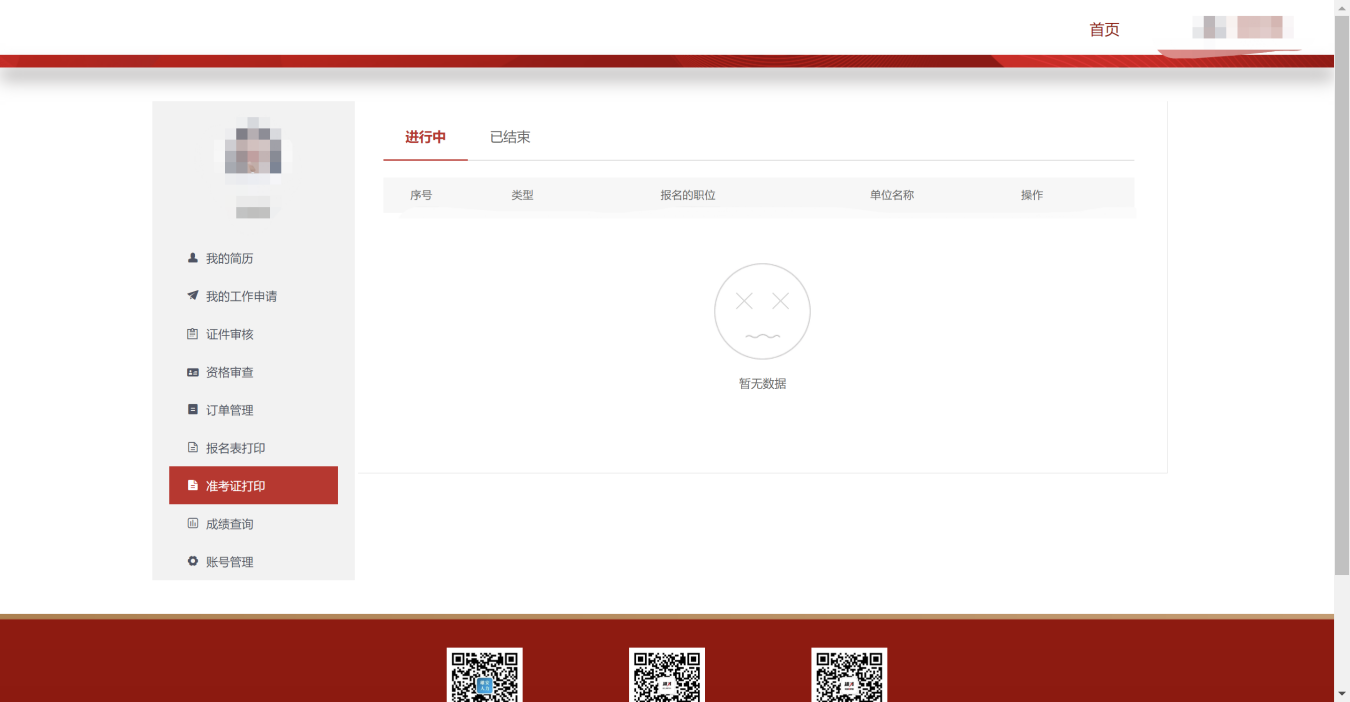 首页
进行中 已结束
序号 类型 报名的职位 单位名称 操作
暂无数据
我的简历
我的工作申请
证件审核
资格审查
订单管理
报名表打印
准考证打印
成绩查询
账号管理